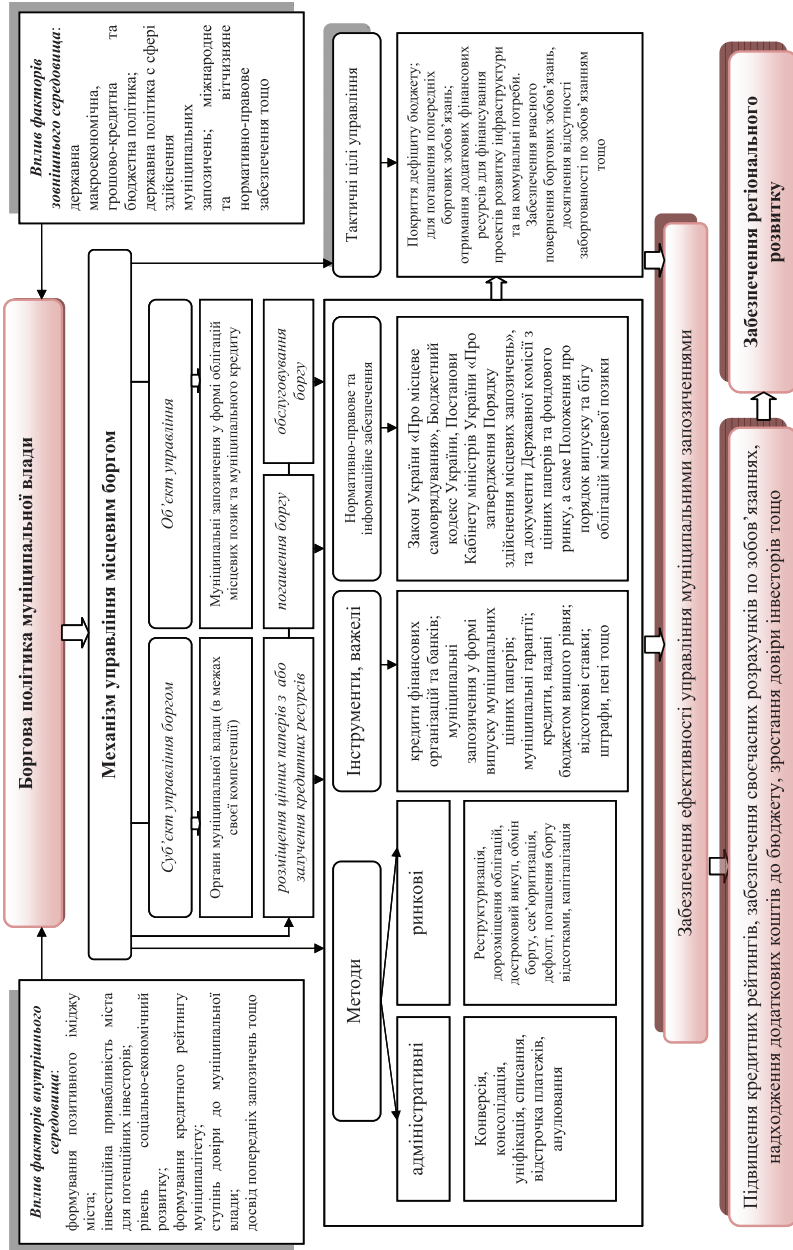 Боргова політика муніципальної влади
Вплив факторів внутрішнього
середовища:
формування позитивного іміджу
міста;
інвестиційна привабливість міста
для потенційних інвесторів;
рівень соціально-економічний
розвитку;
формування кредитного рейтингу
муніципалітету;
ступінь довіри до муніципальної
влади;
досвід попередніх запозичень тощо
Вплив факторів
зовнішнього середовища:
державна
макроекономічна,
грошово-кредитна та
бюджетна політика;
державна політика с сфері
здійснення
муніципальних
запозичень; міжнародне
та вітчизняне
нормативно-правове
забезпечення тощо
Механізм управління місцевим боргом
Суб’єкт управління боргом
Об’єкт управління
Органи муніципальної влади (в межах
своєї компетенції)
Муніципальні запозичення у формі облігацій
місцевих позик та муніципального кредиту
розміщення цінних паперів з або
залучення кредитних ресурсів
погашення боргу
обслуговування
боргу
Методи
Інструменти, важелі
Нормативно-правове та
інформаційне забезпечення
Тактичні цілі управління
адміністративні
ринкові
Конверсія,
консолідація,
уніфікація, списання,
відстрочка платежів,
анулювання
Реструктуризація,
дорозміщення облігацій,
достроковий викуп, обмін
боргу, сек’юритизація,
дефолт, погашення боргу
відсотками, капіталізація
кредити фінансових
організацій та банків;
муніципальні
запозичення у формі
випуску муніципальних
цінних паперів;
муніципальні гарантії;
кредити, надані
бюджетом вищого рівня;
відсоткові ставки;
штрафи, пені тощо
Закон України «Про місцеве
самоврядування», Бюджетний
кодекс України, Постанови
Кабінету міністрів України «Про
затвердження Порядку
здійснення місцевих запозичень»,
та документи Державної комісії з
цінних паперів та фондового
ринку, а саме Положення про
порядок випуску та бігу
облігацій місцевої позики
Покриття дефіциту бюджету;
для погашення попередніх
боргових зобов’язань;
отримання додаткових фінансових
ресурсів для фінансування
проектів розвитку інфраструктури
та на комунальні потреби.
Забезпечення вчасного
повернення боргових зобов’язань,
досягнення відсутності
заборгованості по зобов’язанням
тощо
Забезпечення ефективності управління муніципальними запозиченнями
Підвищення кредитних рейтингів, забезпечення своєчасних розрахунків по зобов’язаннях,
надходження додаткових коштів до бюджету, зростання довіри інвесторів тощо
Забезпечення регіонального
розвитку